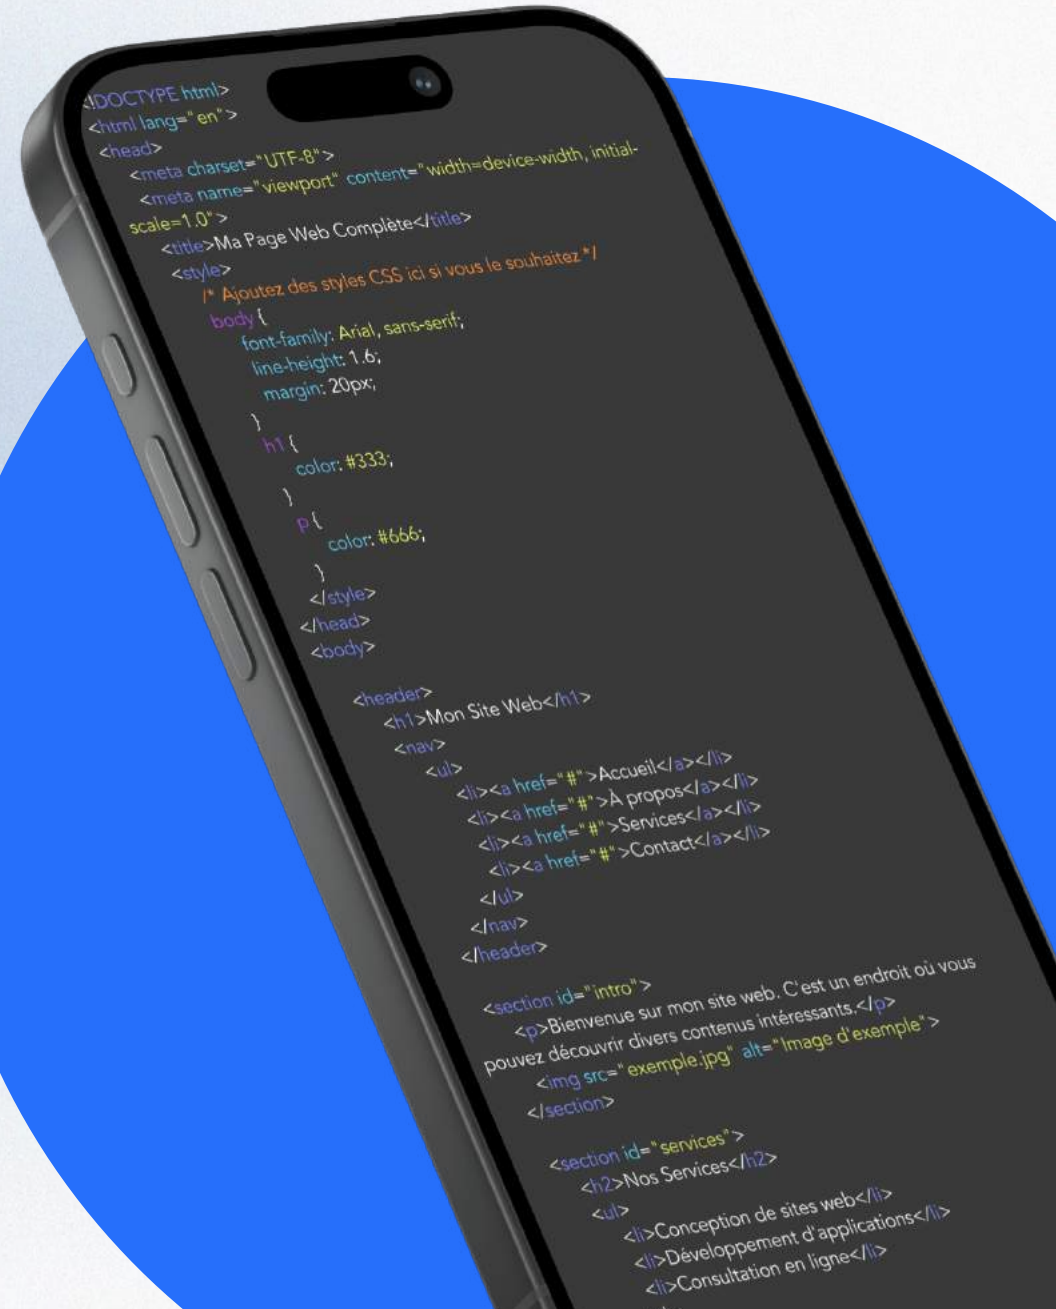 <!DOCTYPE html>
<html lang="en">
<head>
<meta charset="UTF-8">
<meta name="viewport" content="width=device-width, initial-
scale=1.0">
<title>Ma Page Web Complète</title>
<style>
/* Ajoutez des styles CSS ici si vous le souhaitez */
body {
font-family: Arial, sans-serif;
line-height: 1.6;
margin: 20px;
}
h1 {
color: #333;
}
p {
color: #666;
}
</style>
</head>
<body>
<header>
<h1>Mon Site Web</h1>
<nav>
<ul>
<li><a href="#">Accueil</a></li>
<li><a href="#">À propos</a></li>
<li><a href="#">Services</a></li>
<li><a href="#">Contact</a></li>
</ul>
</nav>
</header>
<section id="intro">
<p>Bienvenue sur mon site web. C'est un endroit où vous
pouvez découvrir divers contenus intéressants.</p>
<img src="exemple.jpg" alt="Image d'exemple">
</section>
<section id="services">
<h2>Nos Services</h2>
<ul>
<li>Conception de sites web</li>
<li>Développement d'applications</li>
<li>Consultation en ligne</li>